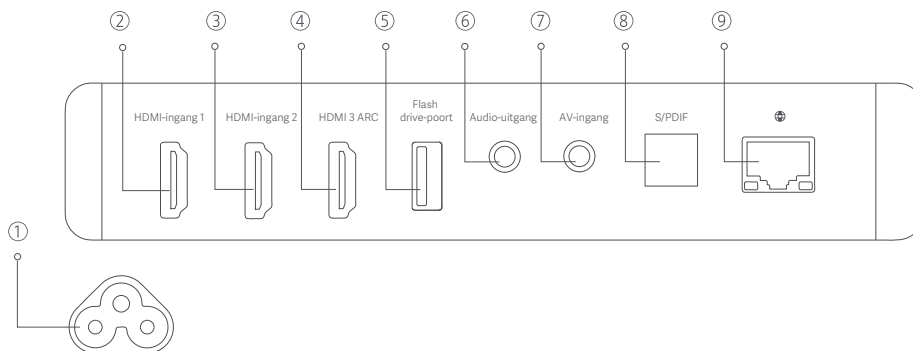 ② ③ ④ ⑤ ⑥ ⑦ ⑧ ⑨
HDMI-ingang 1 HDMI-ingang 2 HDMI 3 ARC Flash drive-poort Audio-uitgang AV-ingang S/PDIF
①